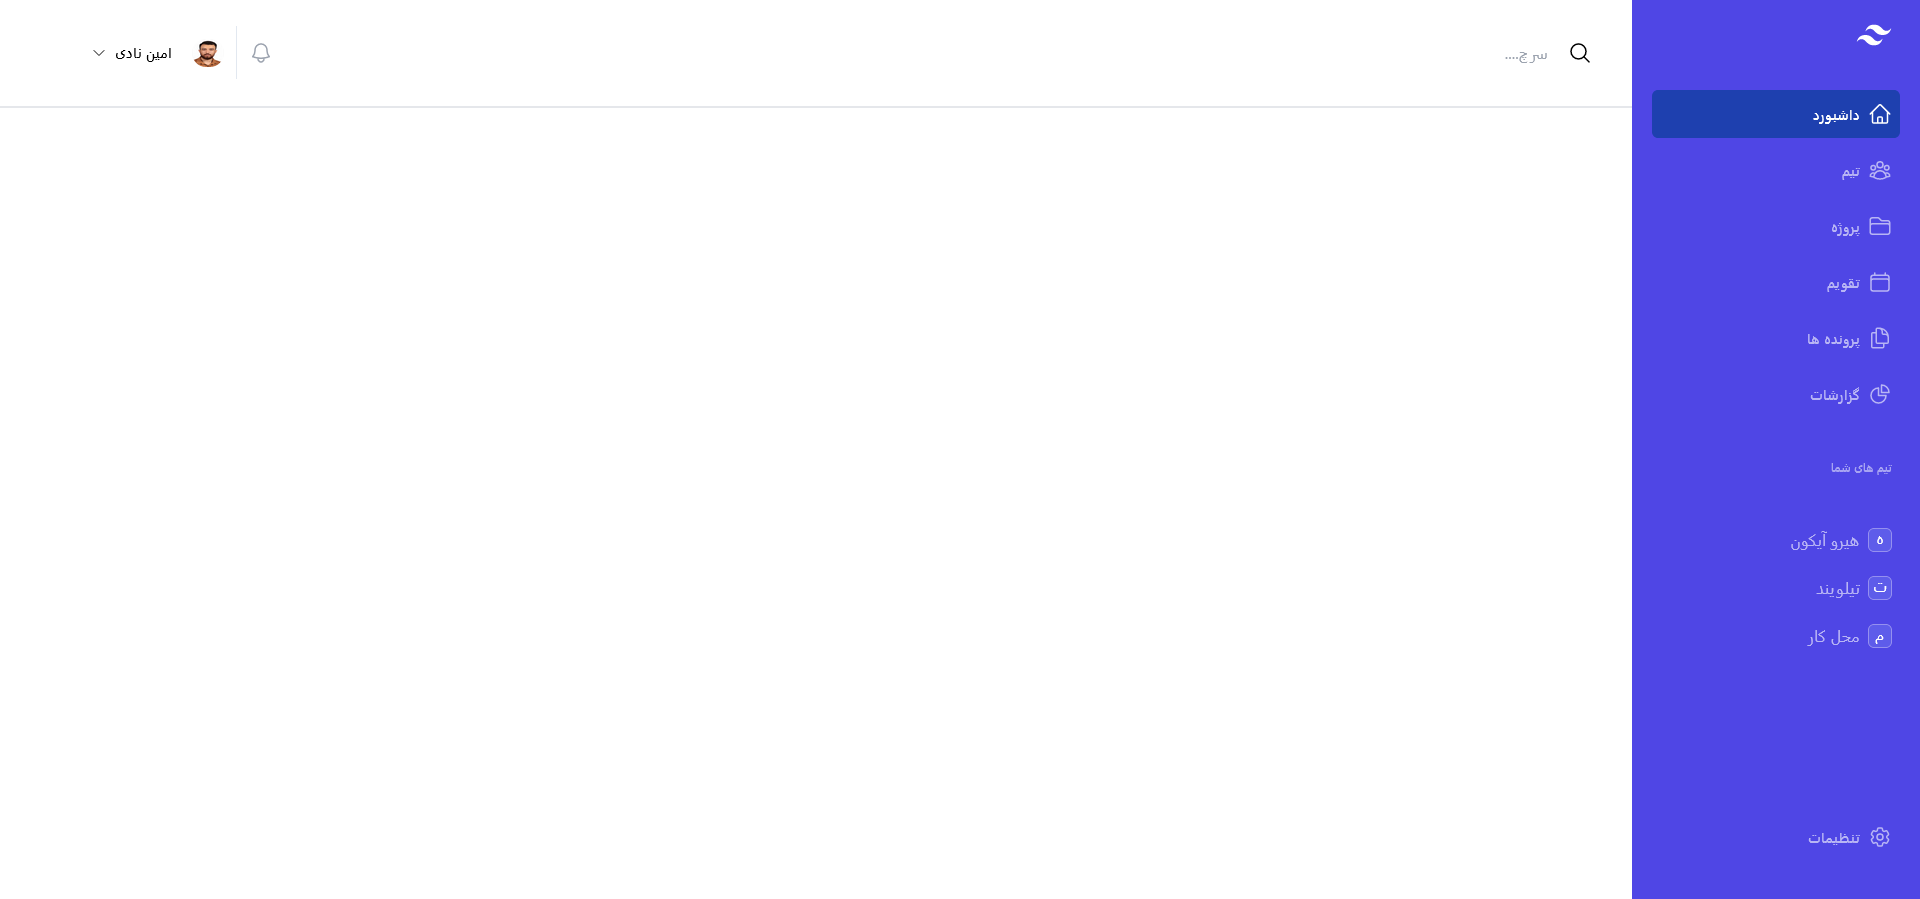 سرچ....
امین نادی
داشبورد
تیم
پروژه
تقویم
پرونده ها
گزارشات
تیم های شما
ه هیرو آیکون
ت تیلویند
م محل کار
تنظیمات